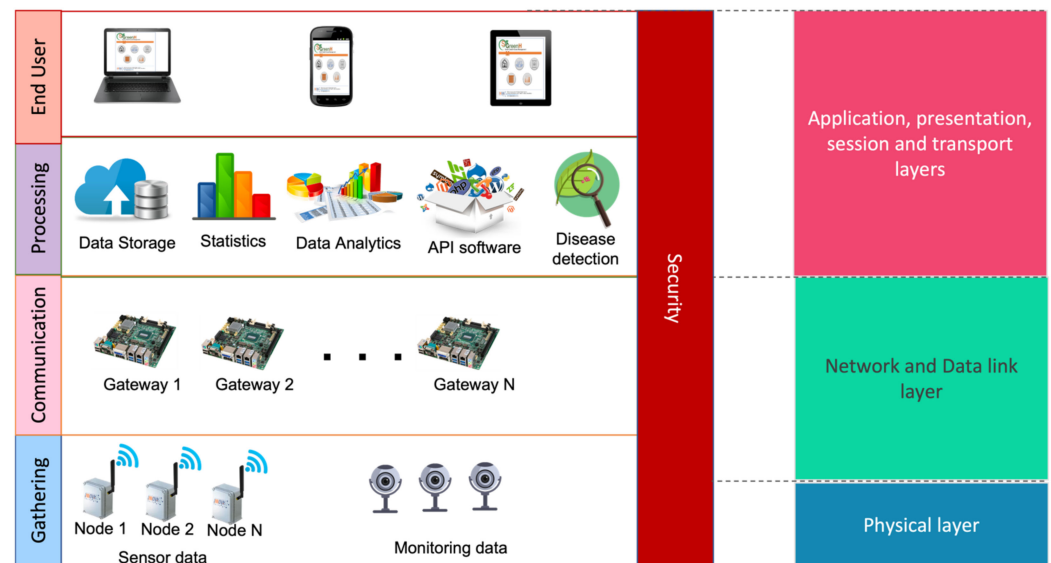 End User
Application, presentation,
session and transport
layers
Processing
Data Storage
Statistics
Data Analytics
API software
Disease
detection
Security
Communication
Gateway 1
Gateway 2
. . .
Gateway N
Network and Data link
layer
Gathering
Node 1
Node 2
Node N
Sensor data
Monitoring data
Physical layer